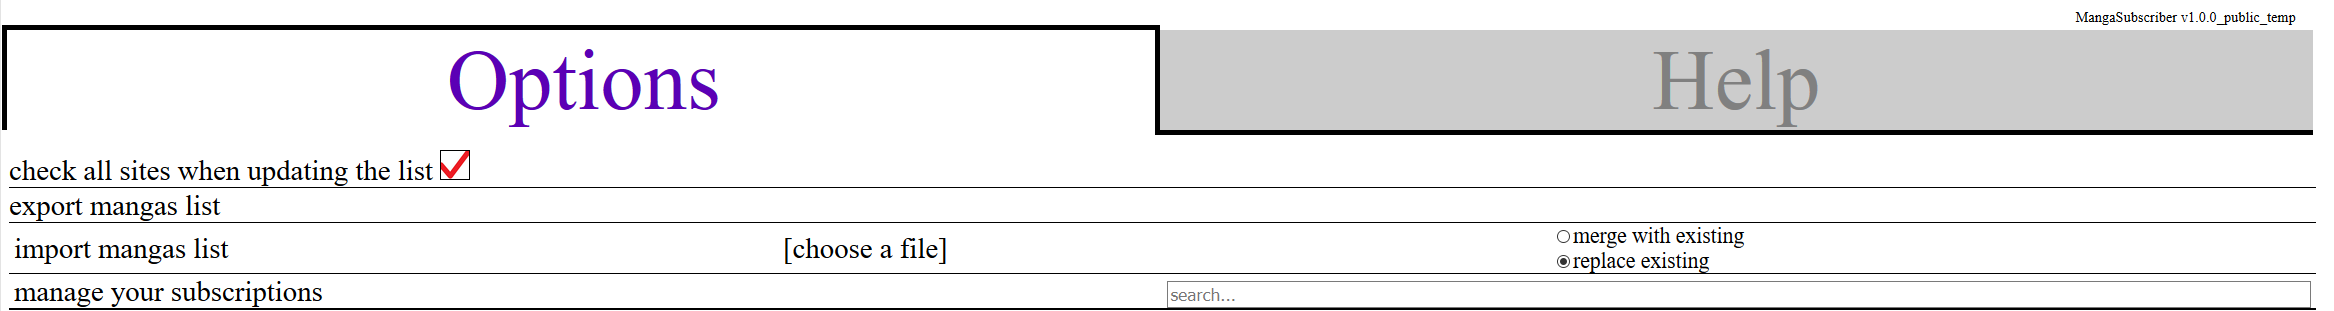 MangaSubscriber v1.0.0_public_temp
Options Help
check all sites when updating the list
export mangas list
import mangas list [choose a file] merge with existing
replace existing
manage your subscriptions search...